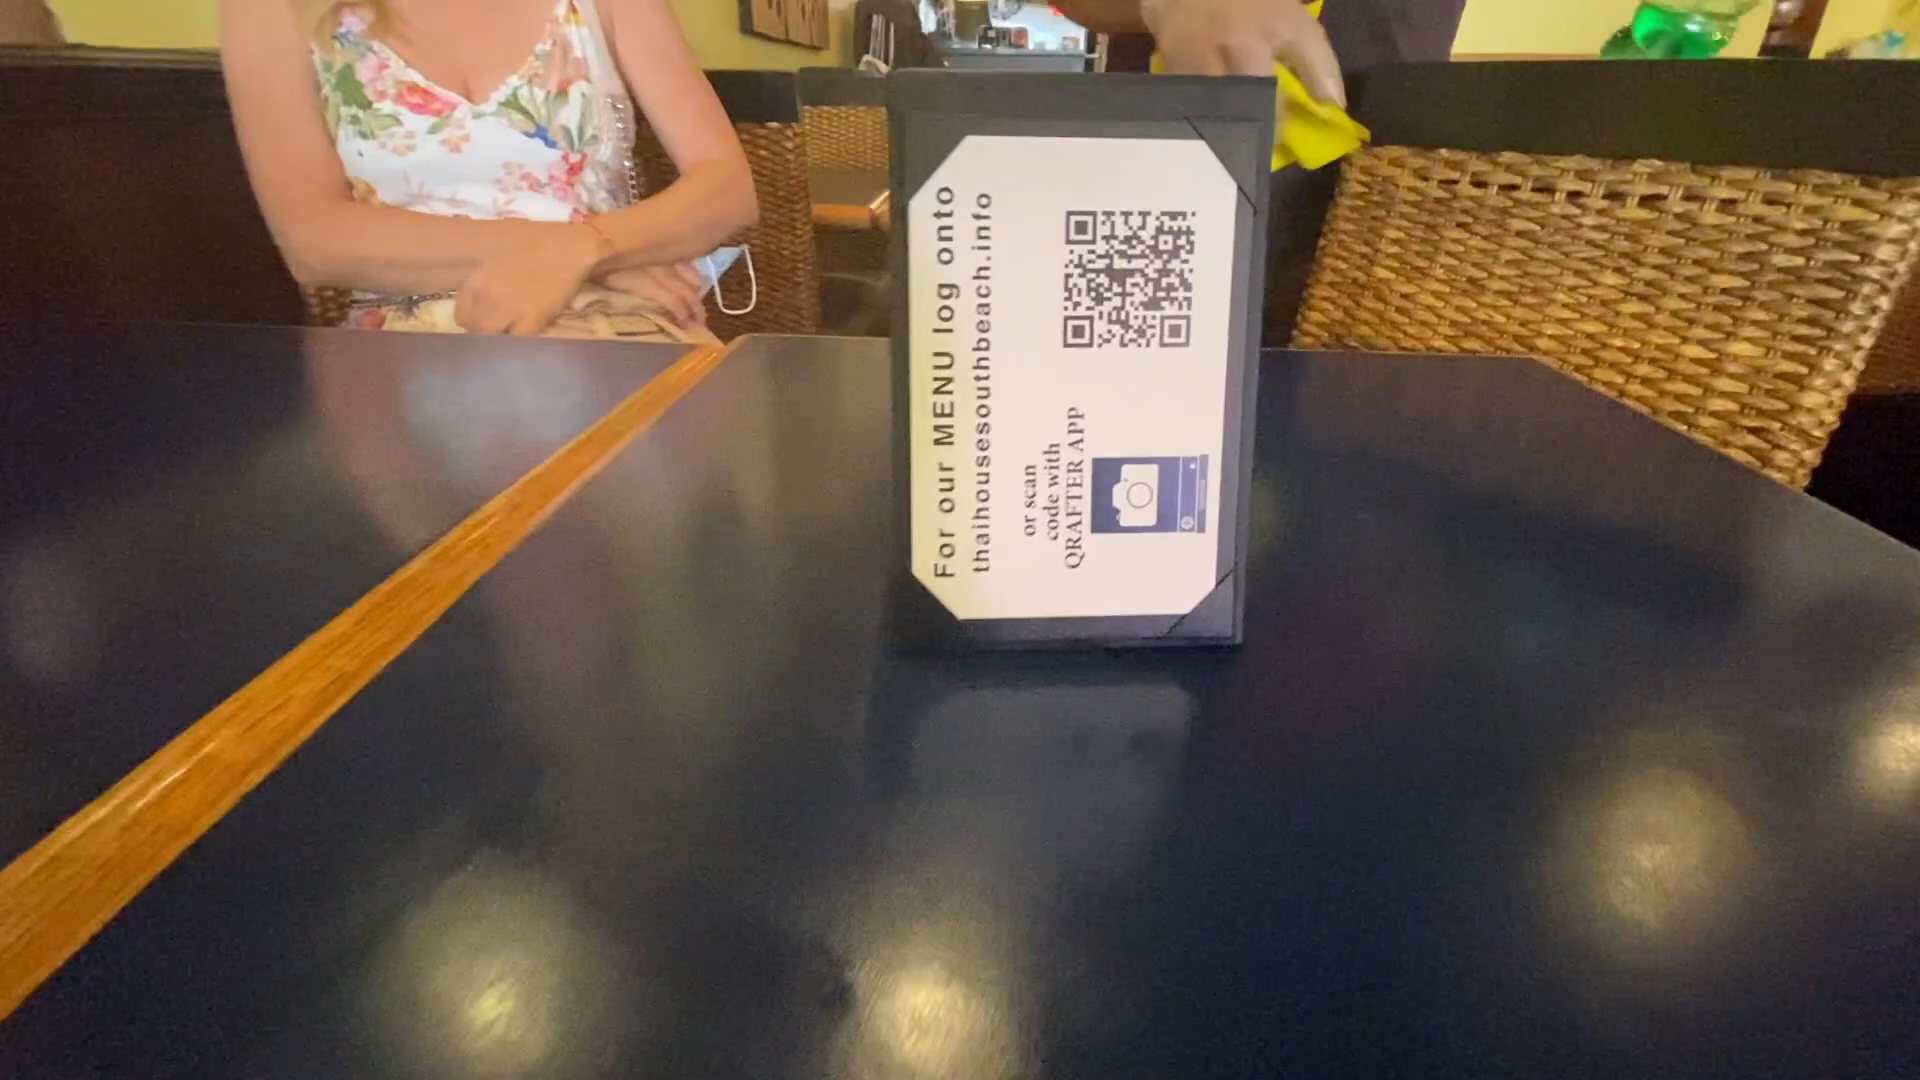 For our MENU log onto
thaihousesouthbeach.info
or scan
code with
QRAFTER APP